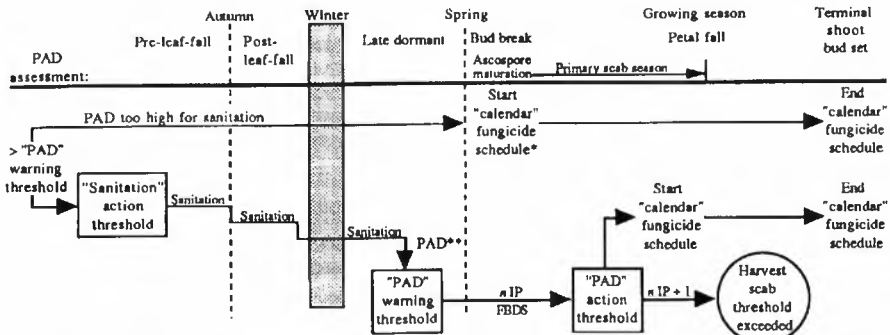 Autumn
Winter
Spring
Growing season
Terminal
shoot
bud set
Pre-leaf-fall
Post-
leaf-fall
Late dormant
Bud break
Petal fall
PAD
assessment:
Ascospore
maturation
Primary scab season
PAD too high for sanitation
Start
"calendar"
fungicide
schedule*
End
"calendar"
fungicide
schedule
> "PAD"
warning
threshold
"Sanitation"
action
threshold
Sanitation
Sanitation
Sanitation
PAD**
Start
"calendar"
fungicide
schedule
End
"calendar"
fungicide
schedule
"PAD"
warning
threshold
n IP
FBDS
"PAD"
action
threshold
n IP + 1
Harvest
scab
threshold
exceeded